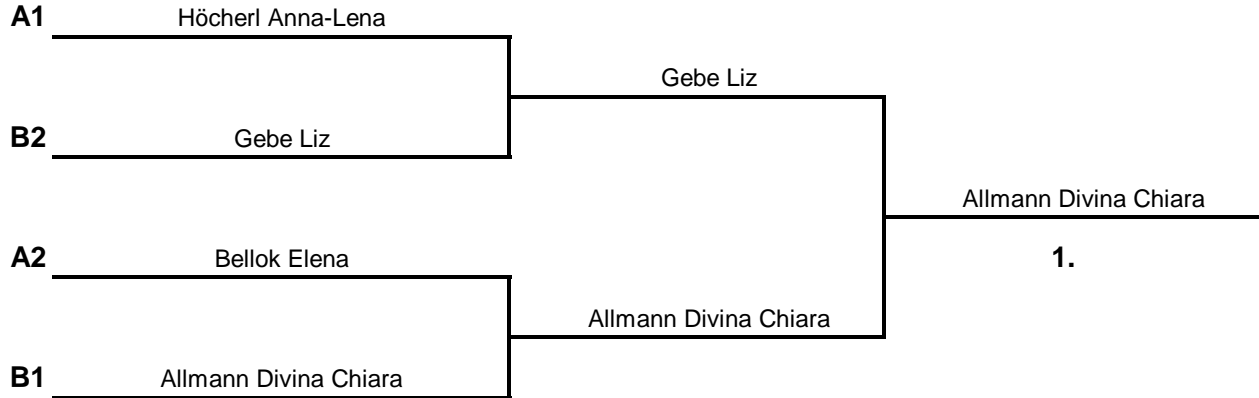 A1 Höcherl Anna-Lena
Gebe Liz
B2 Gebe Liz
Allmann Divina Chiara
A2 Bellok Elena
1.
Allmann Divina Chiara
B1 Allmann Divina Chiara